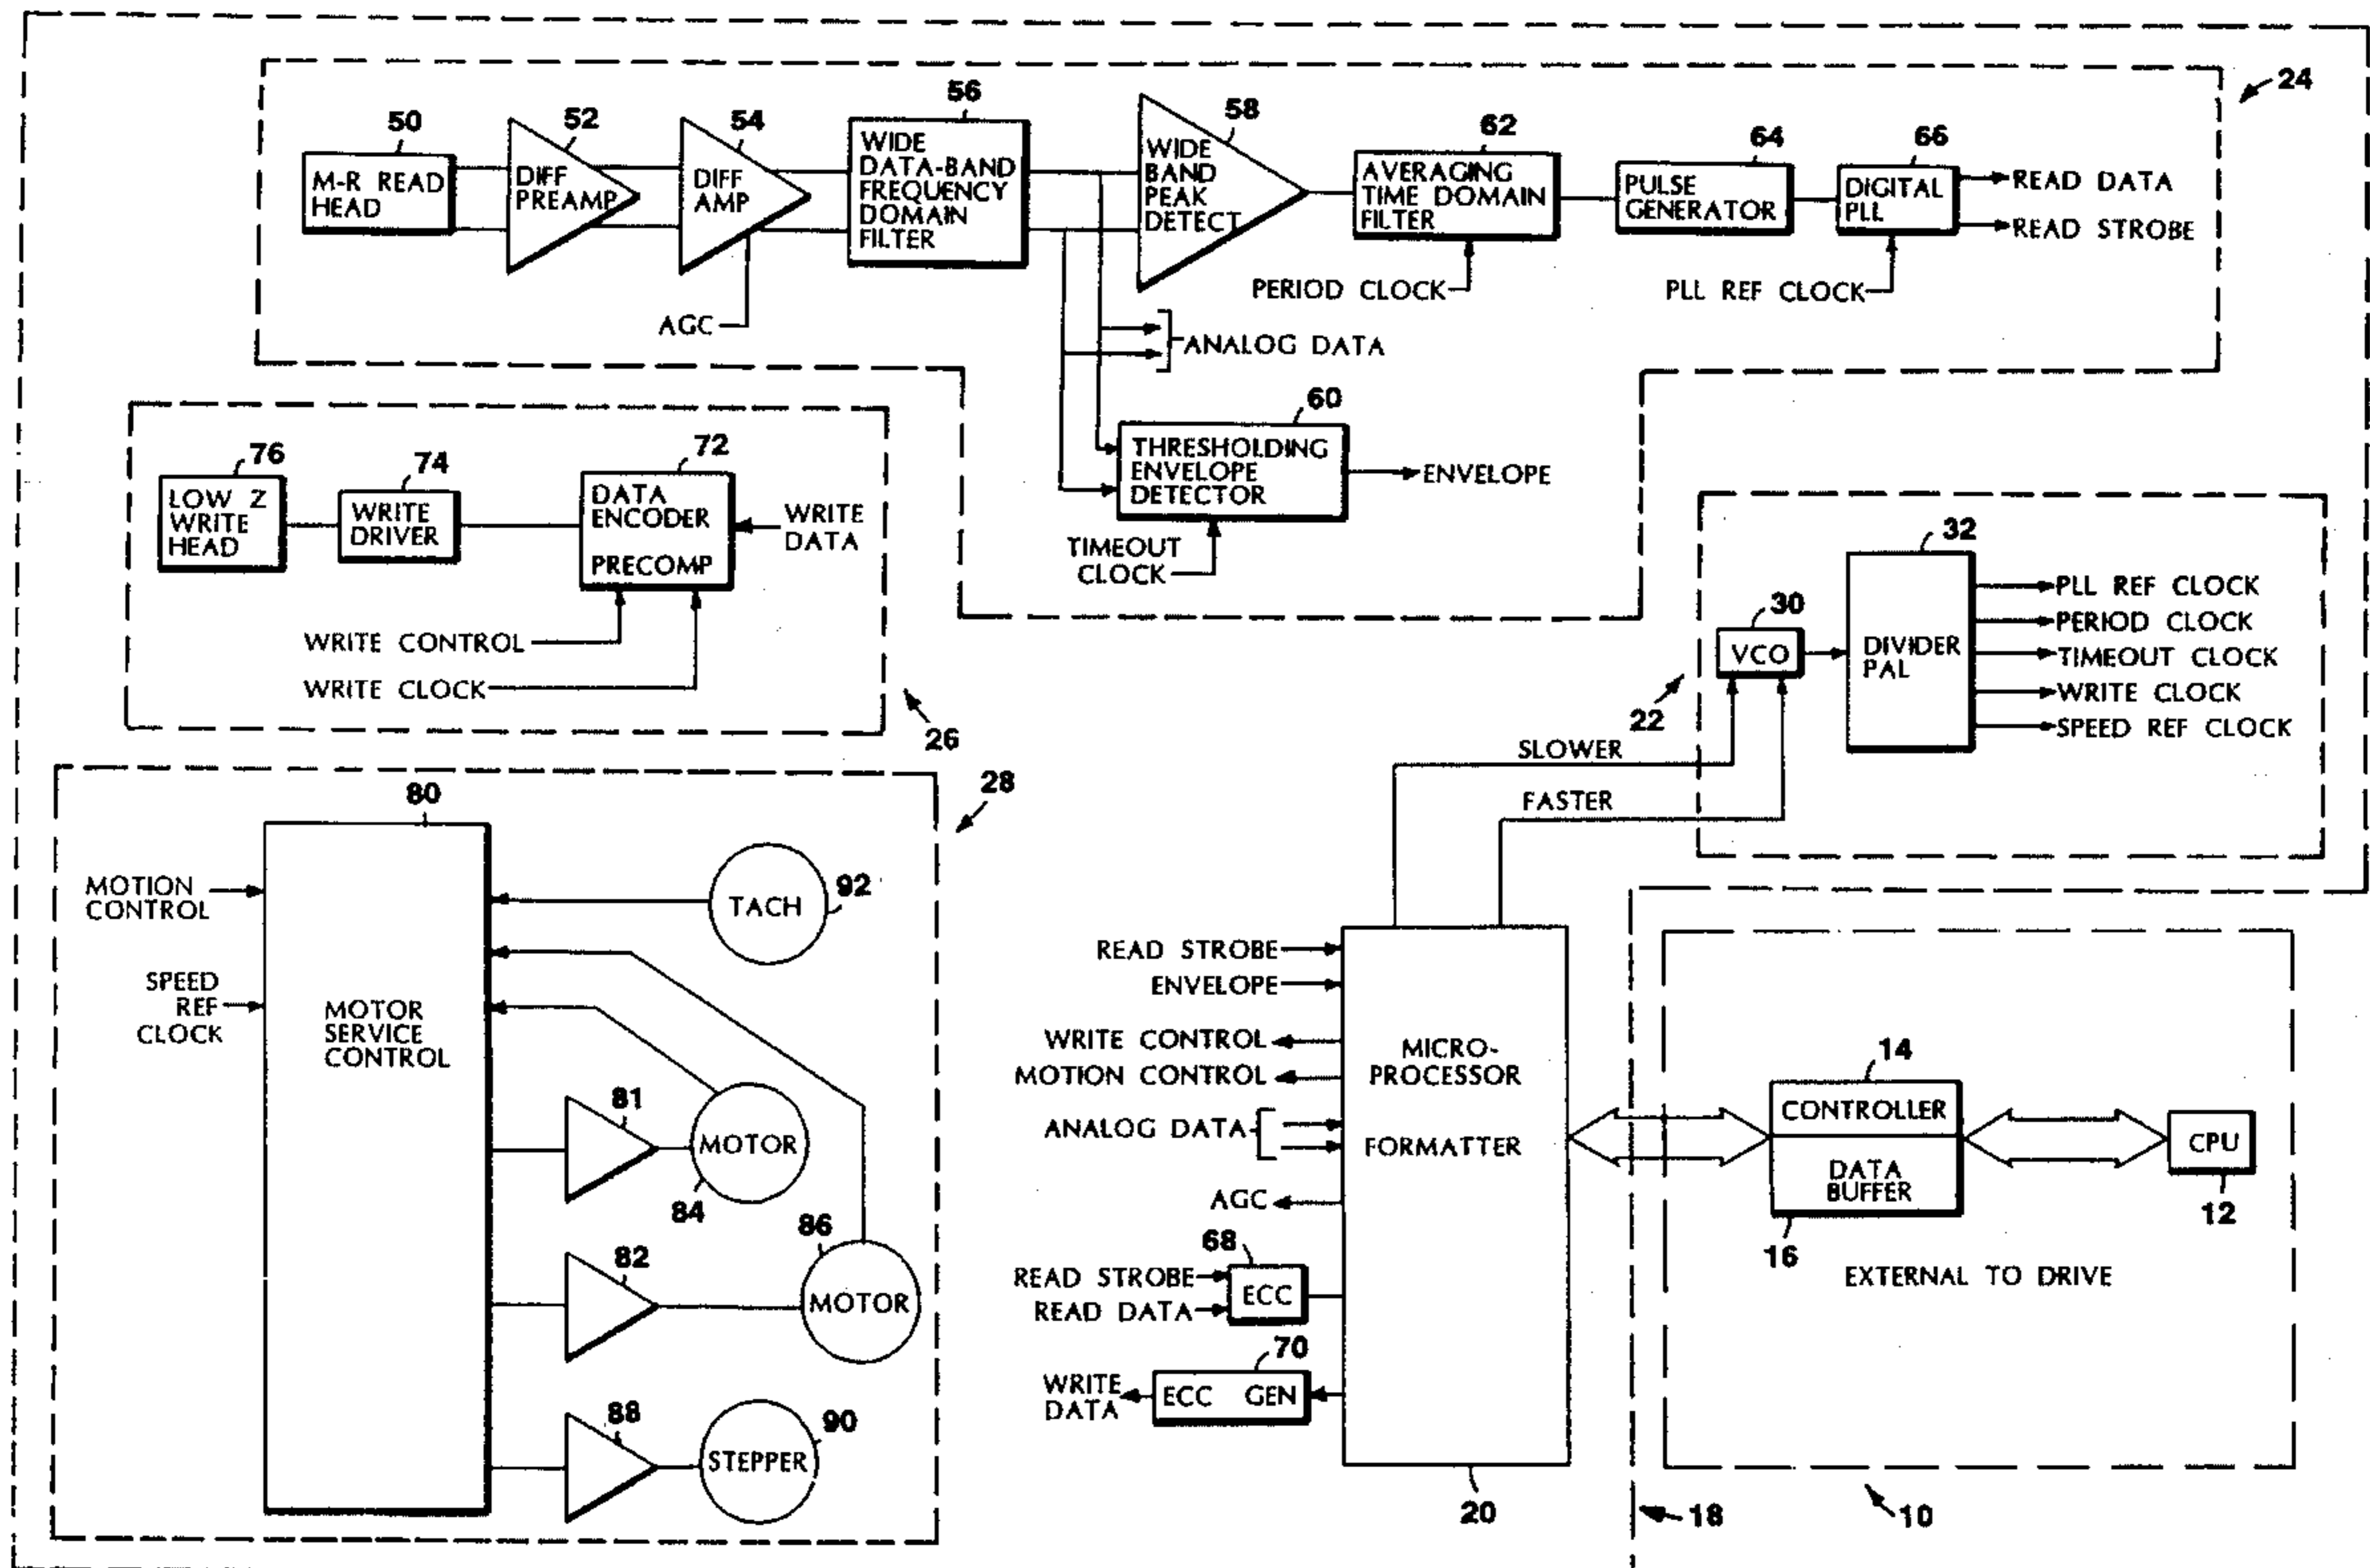 24
50
M-R READ
HEAD
52
DIFF
PREAMP
54
DIFF
AMP
AGC
56
WIDE
DATA-BAND
FREQUENCY
DOMAIN
FILTER
58
WIDE
BAND
PEAK
DETECT
62
AVERAGING
TIME DOMAIN
FILTER
PERIOD CLOCK
64
PULSE
GENERATOR
66
DIGITAL
PLL
PLL REF CLOCK
READ DATA
READ STROBE
ANALOG DATA
60
THRESHOLDING
ENVELOPE
DETECTOR
ENVELOPE
TIMEOUT
CLOCK
76
LOW Z
WRITE
HEAD
74
WRITE
DRIVER
72
DATA
ENCODER
PRECOMP
WRITE
DATA
WRITE CONTROL
WRITE CLOCK
26
22
30
VCO
32
DIVIDER
PAL
PLL REF CLOCK
PERIOD CLOCK
TIMEOUT CLOCK
WRITE CLOCK
SPEED REF CLOCK
SLOWER
FASTER
28
80
MOTION
CONTROL
SPEED
REF
CLOCK
MOTOR
SERVICE
CONTROL
TACH
92
81
MOTOR
84
82
86
MOTOR
88
STEPPER
90
READ STROBE
ENVELOPE
WRITE CONTROL
MOTION CONTROL
ANALOG DATA
AGC
68
READ STROBE
READ DATA
ECC
70
WRITE
DATA
ECC GEN
MICRO-
PROCESSOR
FORMATTER
20
14
CONTROLLER
DATA
BUFFER
16
CPU
12
EXTERNAL TO DRIVE
18
10